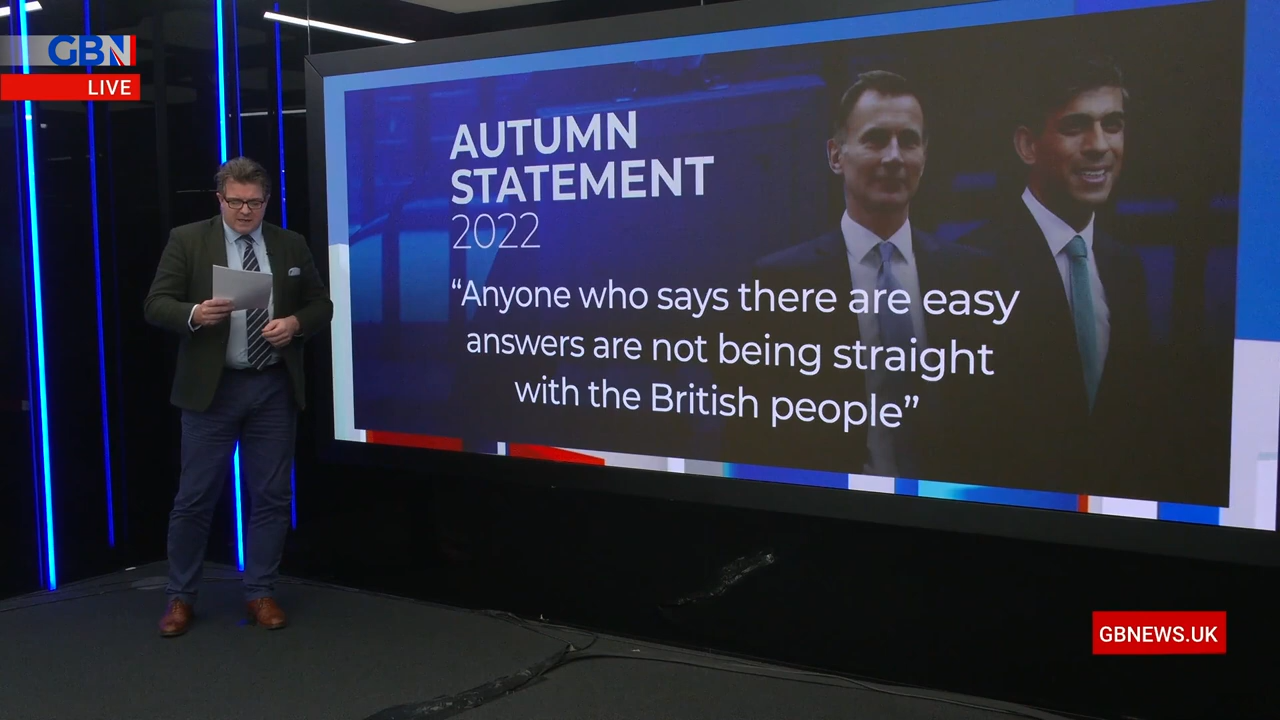 GBN
LIVE
AUTUMN
STATEMENT
2022
“Anyone who says there are easy
answers are not being straight
with the British people”
GBNEWS.UK